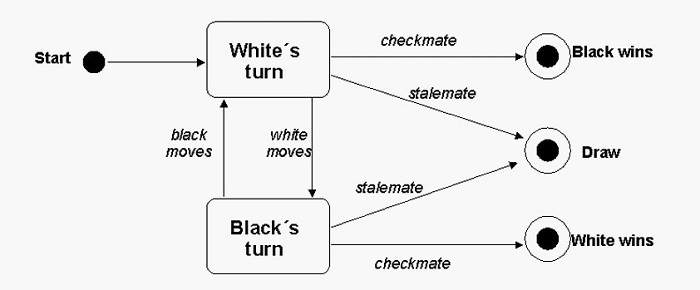 Start
White´s
turn
checkmate
Black wins
stalemate
black
moves
white
moves
Draw
stalemate
Black´s
turn
White wins
checkmate